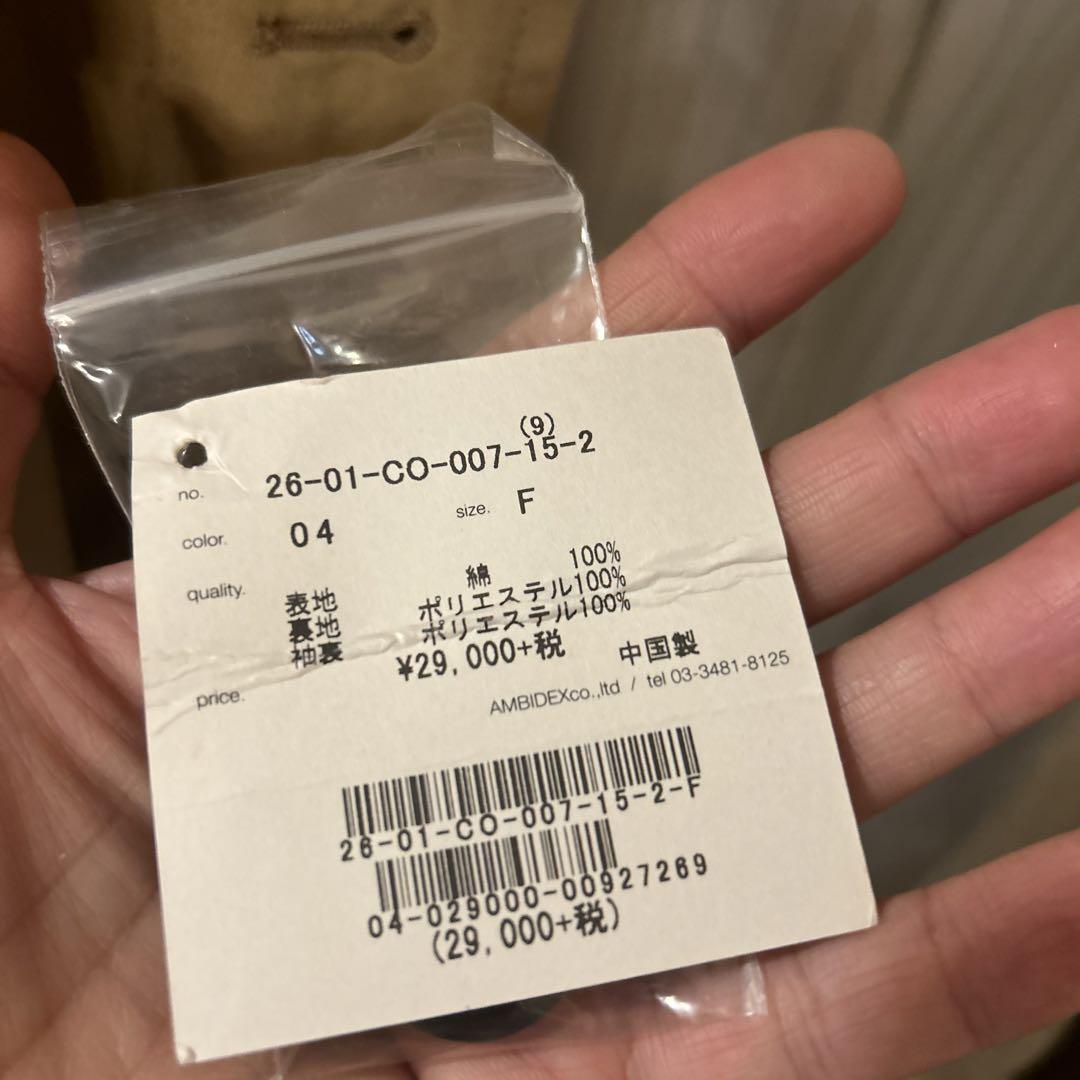 (9)
no. 26-01-CO-007-15-2
color. 04 size. F
quality. 表地 綿 100%
裏地 ポリエステル100%
袖裏 ポリエステル100%
price. ¥29,000+税 中国製
AMBIDEXco.,ltd / tel 03-3481-8125
26-01-CO-007-15-2-F
04-029000-00927269
(29,000+税)